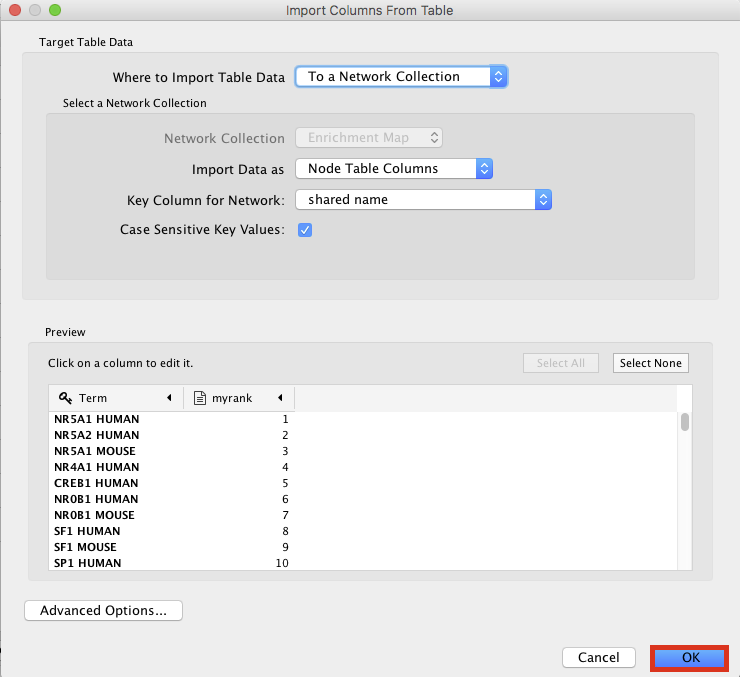 Import Columns From Table
Target Table Data
Where to Import Table Data To a Network Collection
Select a Network Collection
Network Collection Enrichment Map
Import Data as Node Table Columns
Key Column for Network: shared name
Case Sensitive Key Values:
Preview
Click on a column to edit it. Select All Select None
Term myrank
NR5A1 HUMAN 1
NR5A2 HUMAN 2
NR5A1 MOUSE 3
NR4A1 HUMAN 4
CREB1 HUMAN 5
NR0B1 HUMAN 6
NR0B1 MOUSE 7
SF1 HUMAN 8
SF1 MOUSE 9
SP1 HUMAN 10
Advanced Options...
Cancel OK